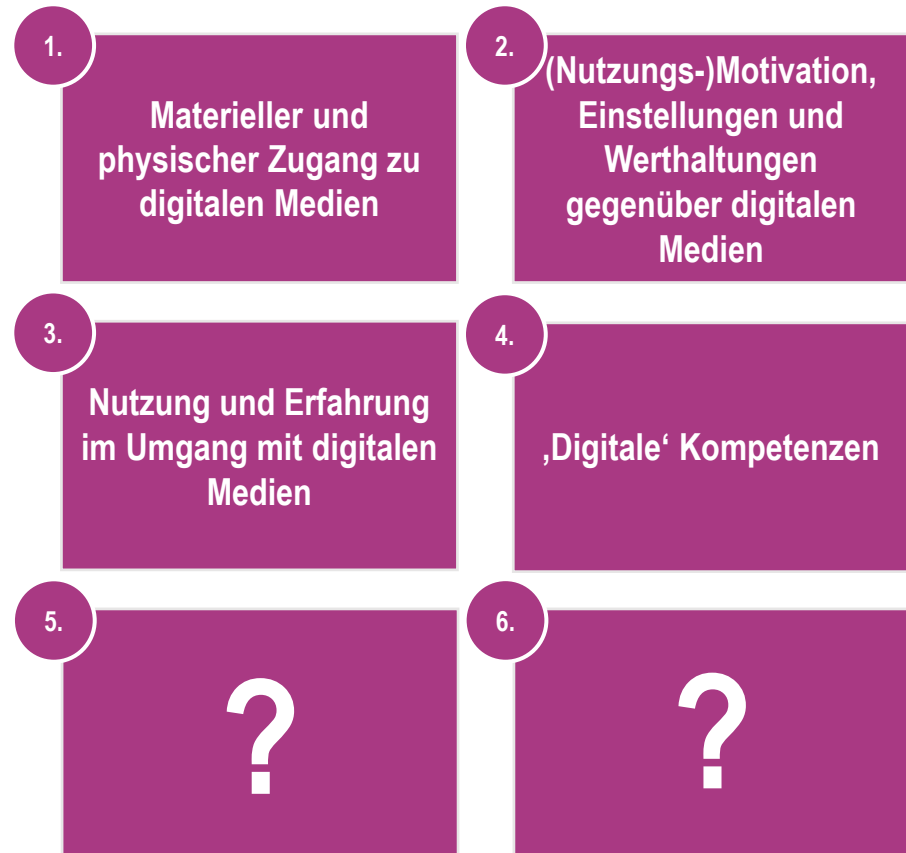 1.
Materieller und
physischer Zugang zu
digitalen Medien
2.
(Nutzungs-)Motivation,
Einstellungen und
Werthaltungen
gegenüber digitalen
Medien
3.
Nutzung und Erfahrung
im Umgang mit digitalen
Medien
4.
‚Digitale‘ Kompetenzen
5.
?
6.
?